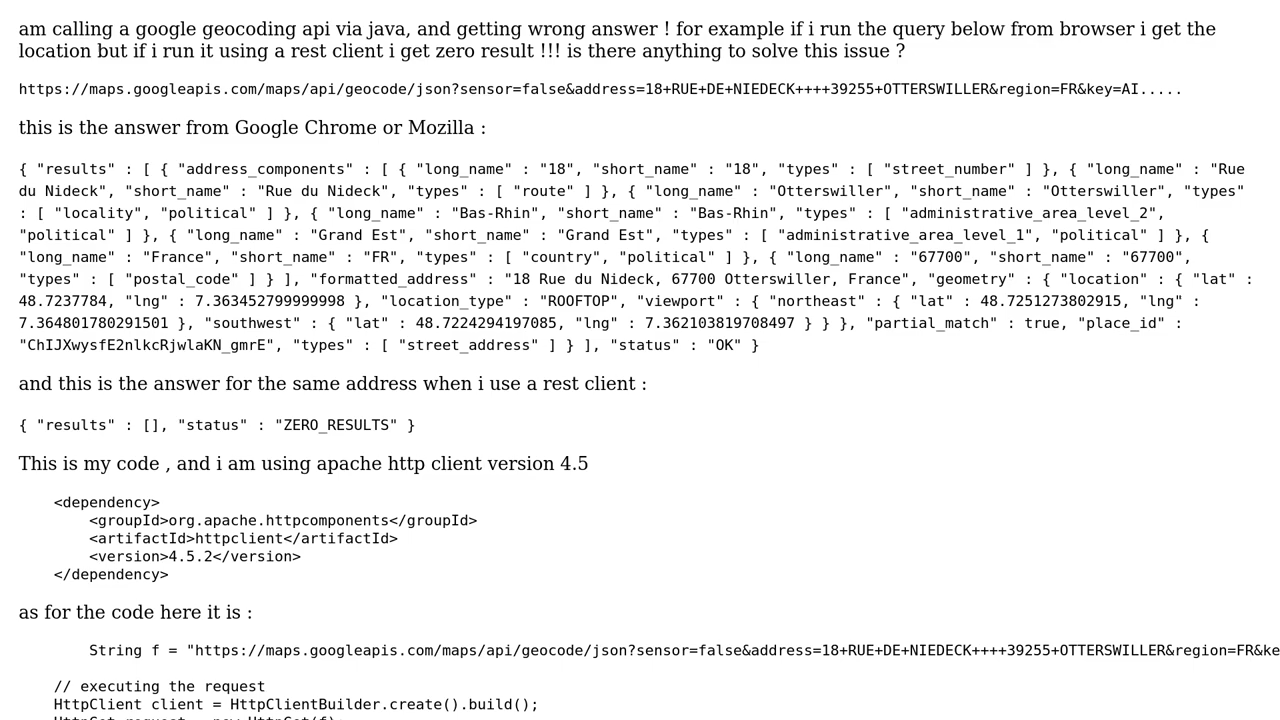 am calling a google geocoding api via java, and getting wrong answer ! for example if i run the query below from browser i get the
location but if i run it using a rest client i get zero result !!! is there anything to solve this issue ?
https://maps.googleapis.com/maps/api/geocode/json?sensor=false&address=18+RUE+DE+NIEDECK++++39255+OTTERSWILLER&region=FR&key=AI.....
this is the answer from Google Chrome or Mozilla :
{ "results" : [ { "address_components" : [ { "long_name" : "18", "short_name" : "18", "types" : [ "street_number" ] }, { "long_name" : "Rue
du Nideck", "short_name" : "Rue du Nideck", "types" : [ "route" ] }, { "long_name" : "Otterswiller", "short_name" : "Otterswiller", "types"
: [ "locality", "political" ] }, { "long_name" : "Bas-Rhin", "short_name" : "Bas-Rhin", "types" : [ "administrative_area_level_2",
"political" ] }, { "long_name" : "Grand Est", "short_name" : "Grand Est", "types" : [ "administrative_area_level_1", "political" ] }, {
"long_name" : "France", "short_name" : "FR", "types" : [ "country", "political" ] }, { "long_name" : "67700", "short_name" : "67700",
"types" : [ "postal_code" ] } ], "formatted_address" : "18 Rue du Nideck, 67700 Otterswiller, France", "geometry" : { "location" : { "lat" :
48.7237784, "lng" : 7.363452799999998 }, "location_type" : "ROOFTOP", "viewport" : { "northeast" : { "lat" : 48.7251273802915, "lng" :
7.364801780291501 }, "southwest" : { "lat" : 48.7224294197085, "lng" : 7.362103819708497 } } }, "partial_match" : true, "place_id" :
"ChIJXwysfE2nlkcRjwlaKN_gmrE", "types" : [ "street_address" ] } ], "status" : "OK" }
and this is the answer for the same address when i use a rest client :
{ "results" : [], "status" : "ZERO_RESULTS" }
This is my code , and i am using apache http client version 4.5
<dependency>
<groupId>org.apache.httpcomponents</groupId>
<artifactId>httpclient</artifactId>
<version>4.5.2</version>
</dependency>
as for the code here it is :
String f = "https://maps.googleapis.com/maps/api/geocode/json?sensor=false&address=18+RUE+DE+NIEDECK++++39255+OTTERSWILLER&region=FR&ke
// executing the request
HttpClient client = HttpClientBuilder.create().build();
HttpGet request = new HttpGet(f);